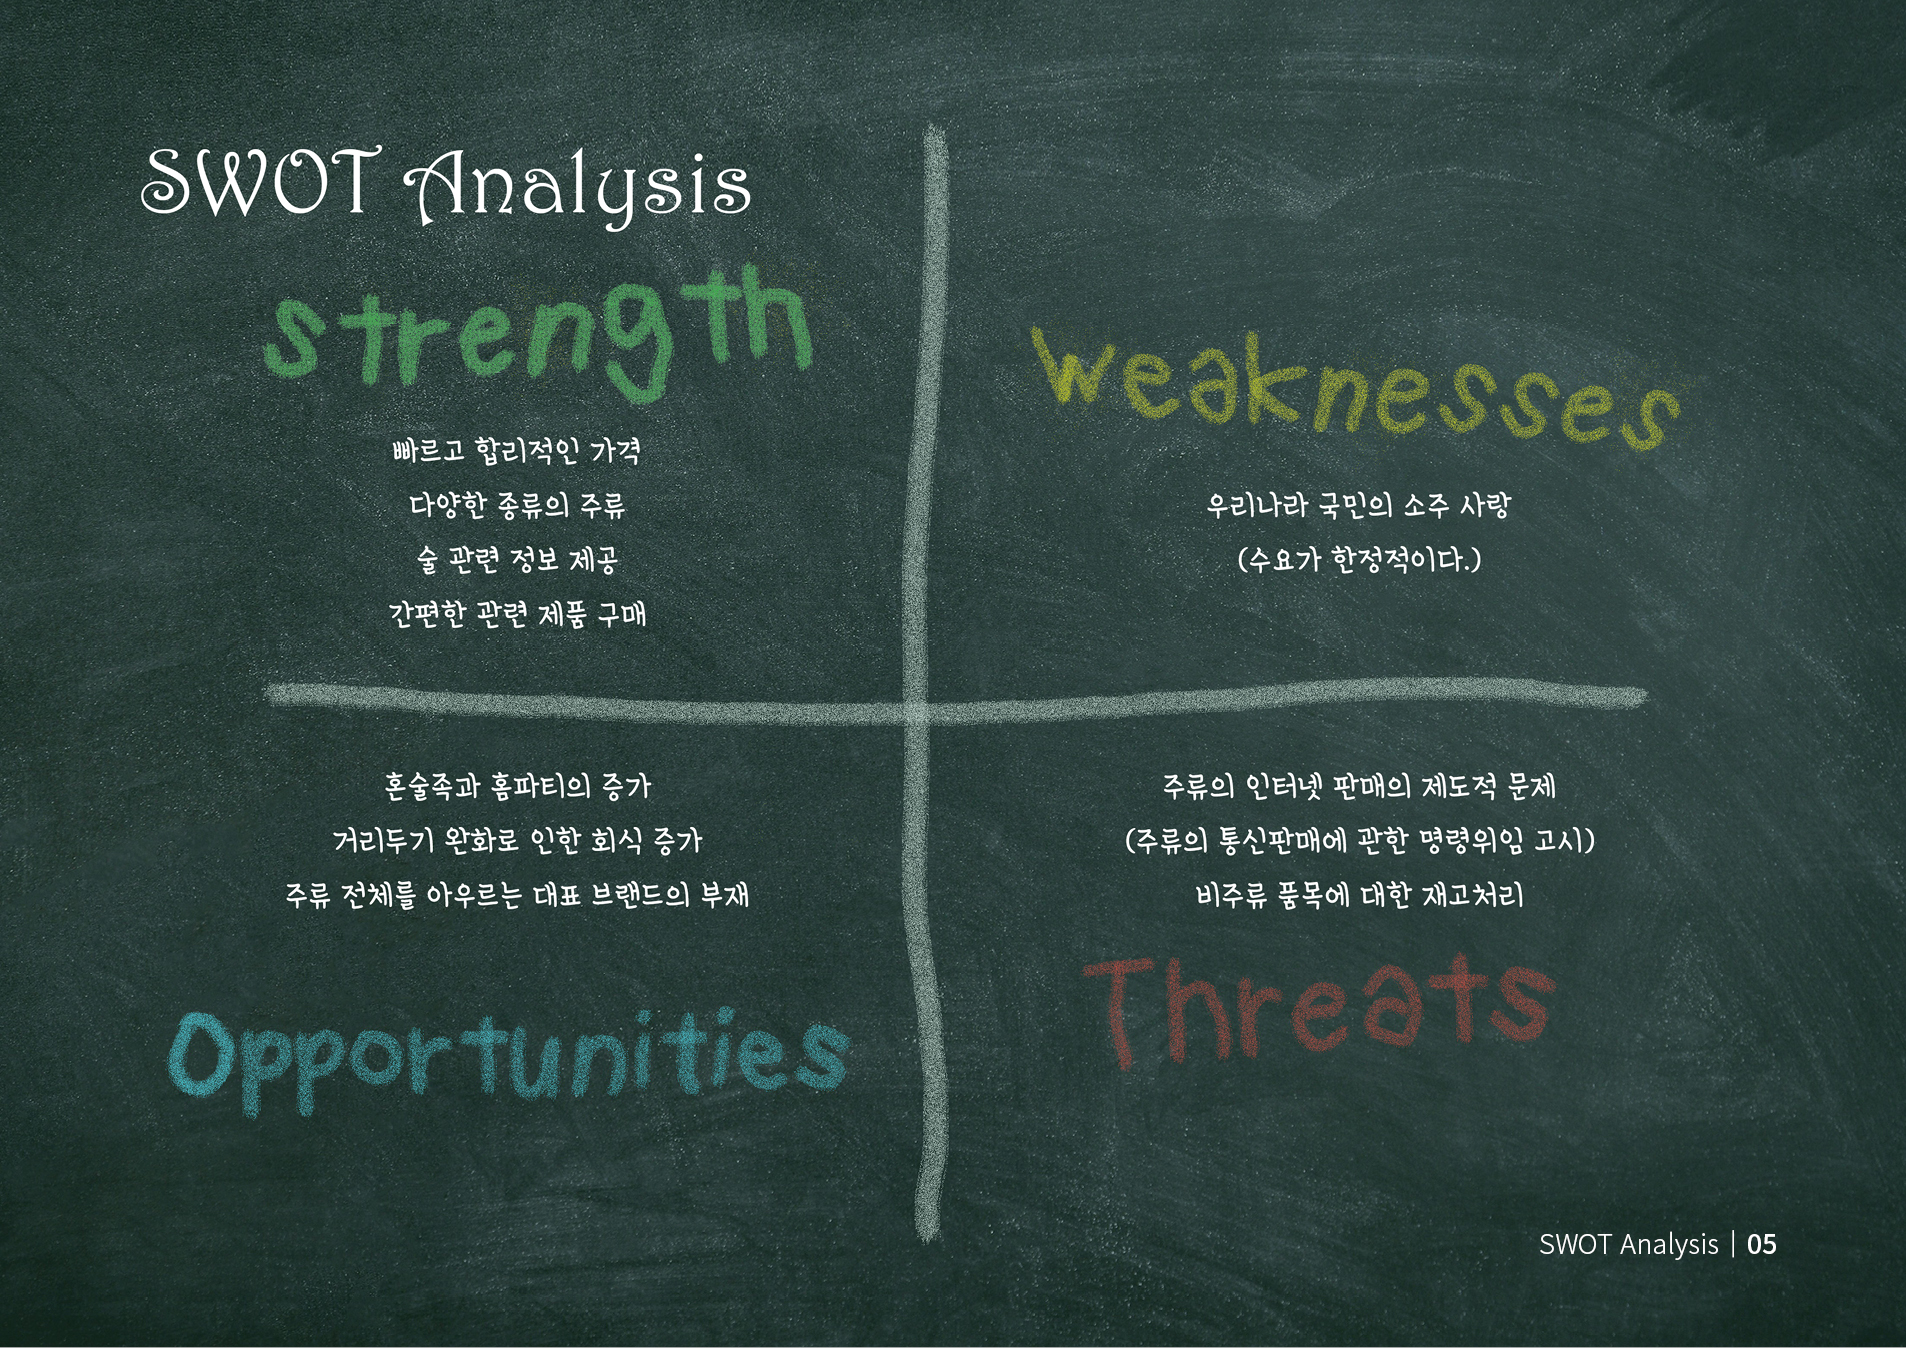 SWOT Analysis
strength
빠르고 합리적인 가격
다양한 종류의 주류
술 관련 정보 제공
간편한 관련 제품 구매
weaknesses
우리나라 국민의 소주 사랑
(수요가 한정적이다.)
혼술족과 홈파티의 증가
거리두기 완화로 인한 회식 증가
주류 전체를 아우르는 대표 브랜드의 부재
Opportunities
주류의 인터넷 판매의 제도적 문제
(주류의 통신판매에 관한 명령위임 고시)
비주류 품목에 대한 재고처리
Threats
SWOT Analysis | 05